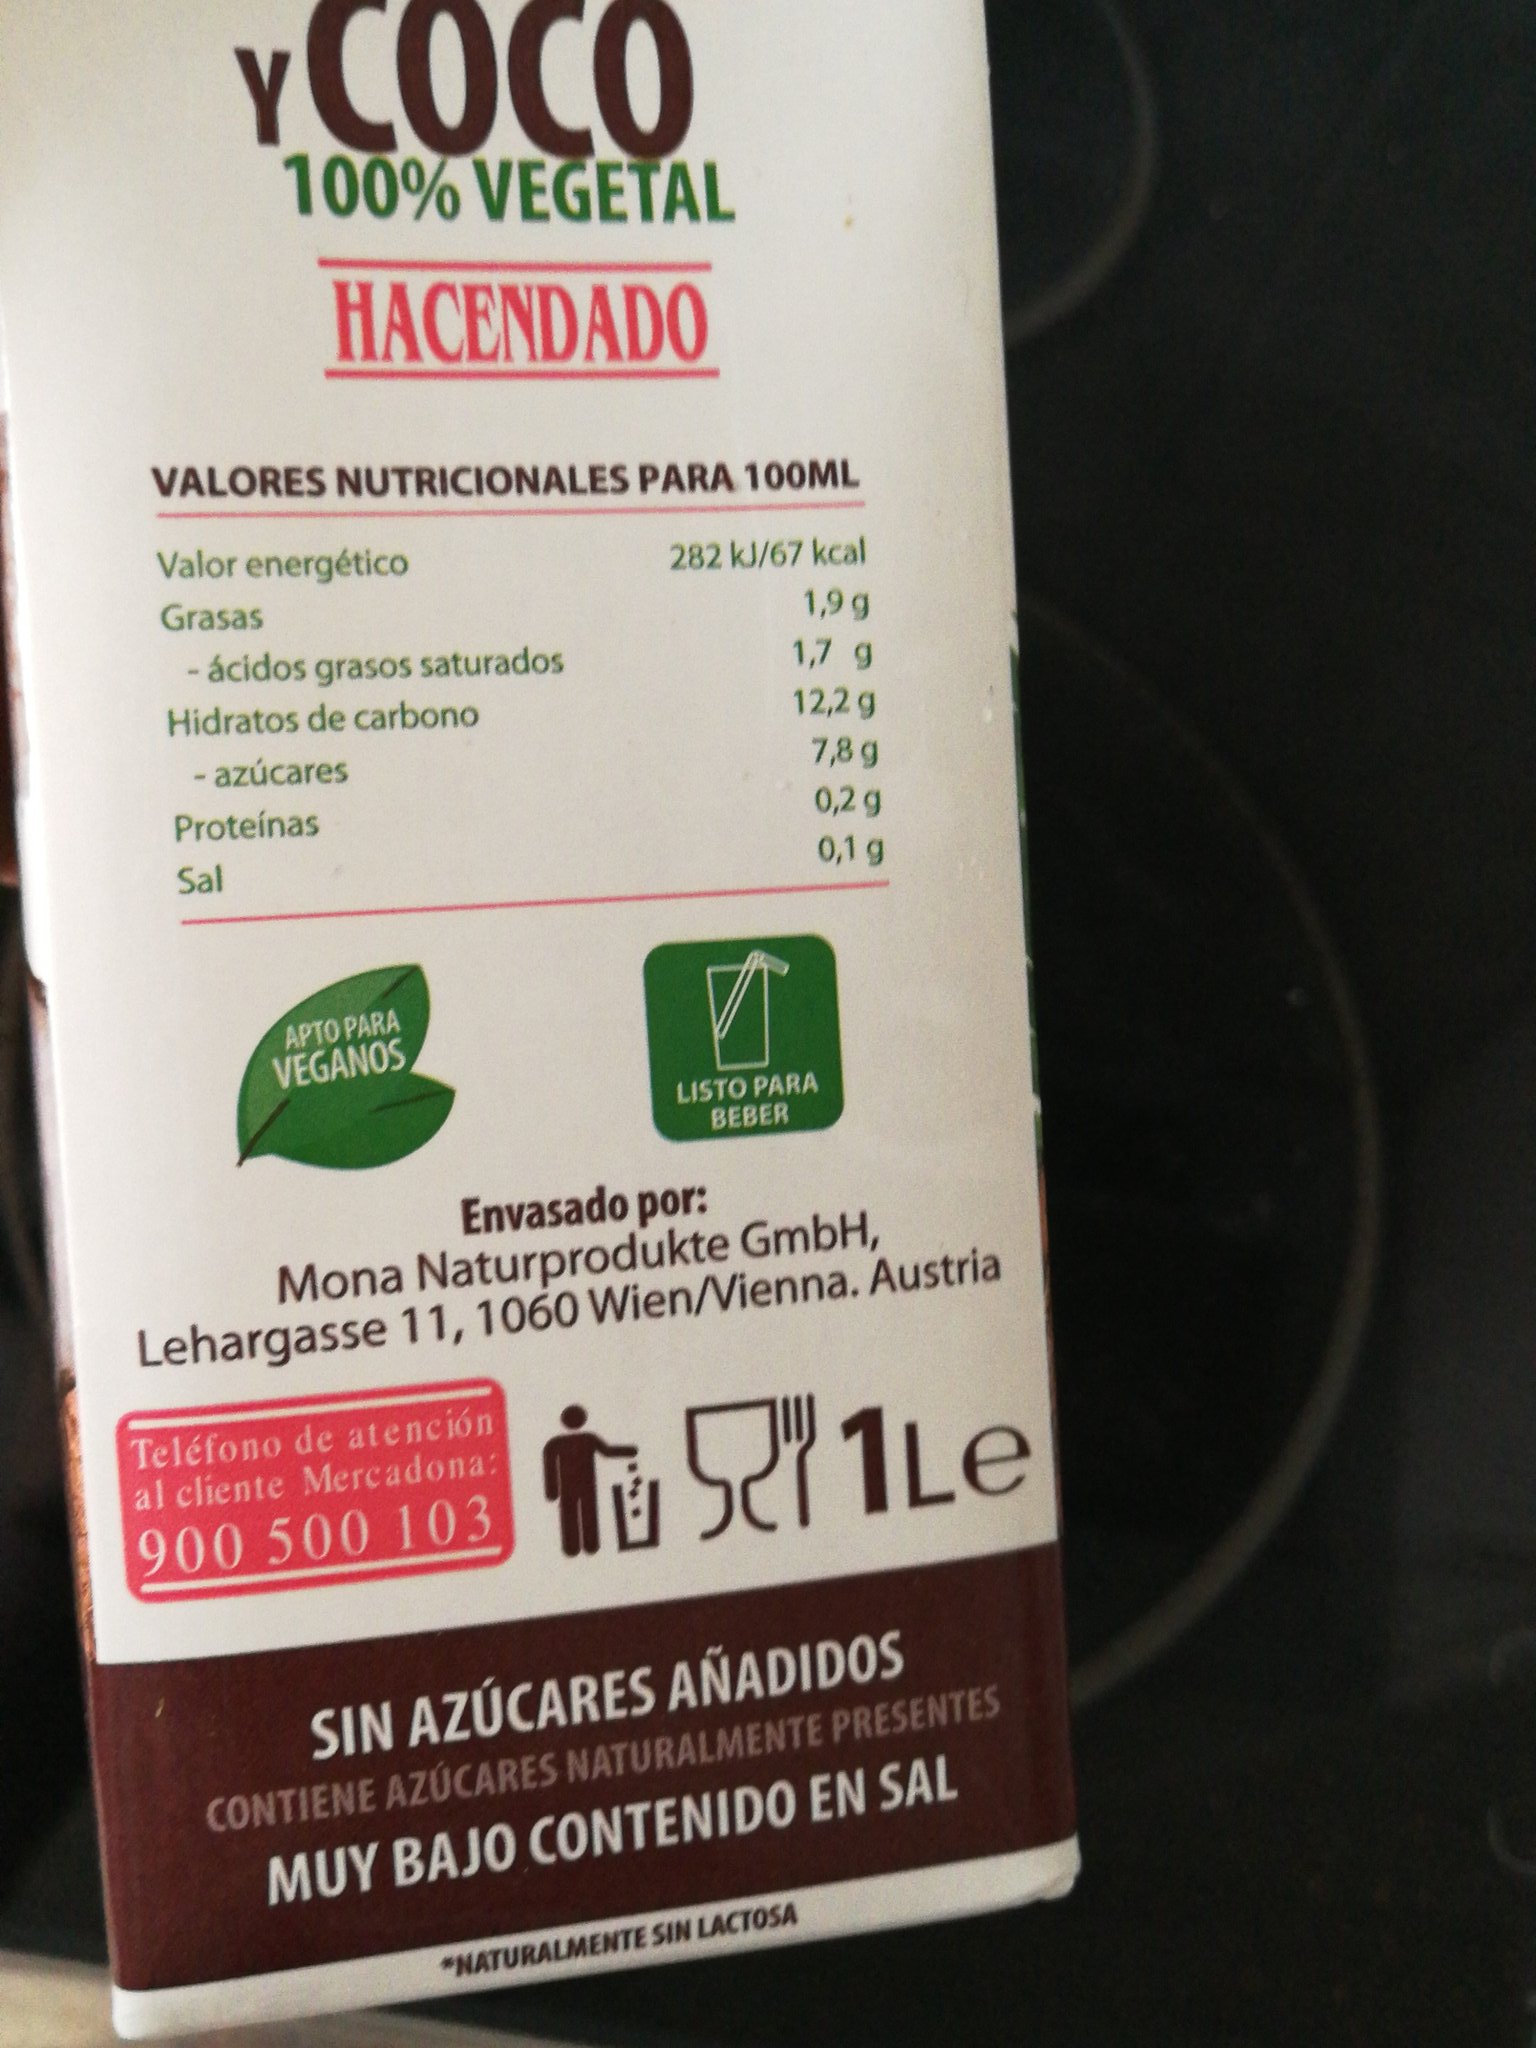 Y COCO
100% VEGETAL
HACENDADO
VALORES NUTRICIONALES PARA 100ML
Valor energético 282 kJ/67 kcal
Grasas 1,9 g
- ácidos grasos saturados 1,7 g
Hidratos de carbono 12,2 g
- azúcares 7,8 g
Proteínas 0,2 g
Sal 0,1 g
APTO PARA
VEGANOS
LISTO PARA
BEBER
Envasado por:
Mona Naturprodukte GmbH,
Lehargasse 11, 1060 Wien/Vienna. Austria
Teléfono de atención
al cliente Mercadona:
900 500 103
1L e
SIN AZÚCARES AÑADIDOS
CONTIENE AZÚCARES NATURALMENTE PRESENTES
MUY BAJO CONTENIDO EN SAL
*NATURALMENTE SIN LACTOSA